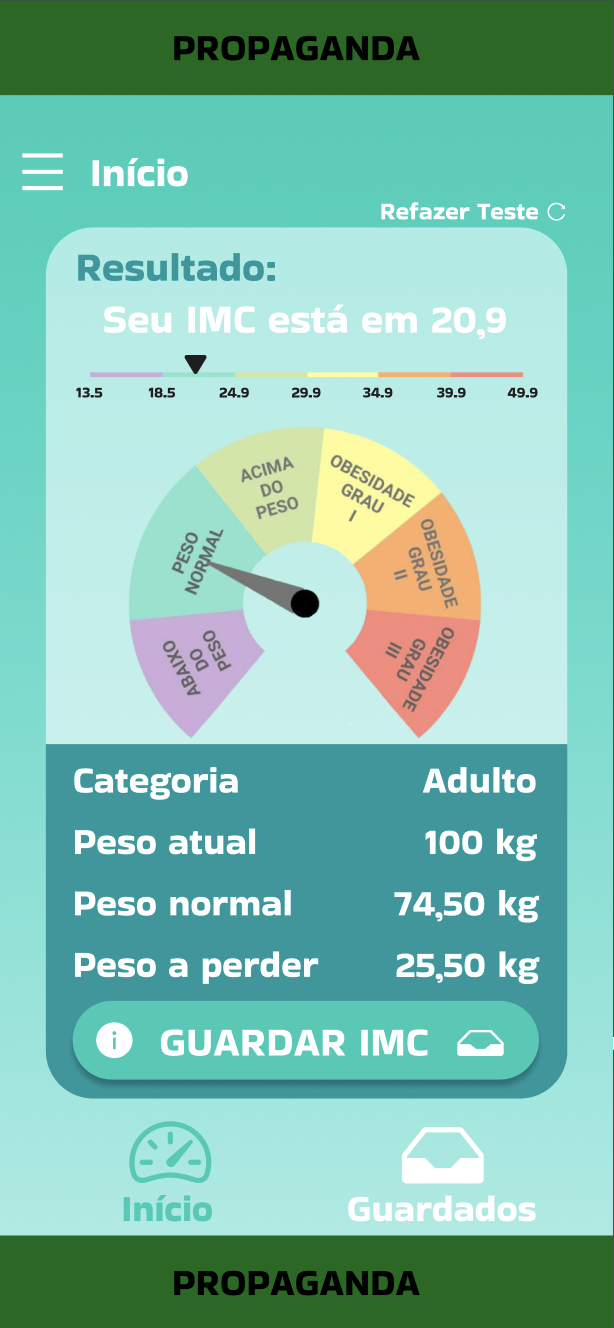 PROPAGANDA
Início
Refazer Teste
Resultado:
Seu IMC está em 20,9
13.5 18.5 24.9 29.9 34.9 39.9 49.9
ABAIXO
DO
PESO
PESO
NORMAL
ACIMA
DO
PESO
OBESIDADE
GRAU
I
OBESIDADE
GRAU
II
OBESIDADE
GRAU
III
Categoria Adulto
Peso atual 100 kg
Peso normal 74,50 kg
Peso a perder 25,50 kg
i GUARDAR IMC
Início Guardados
PROPAGANDA